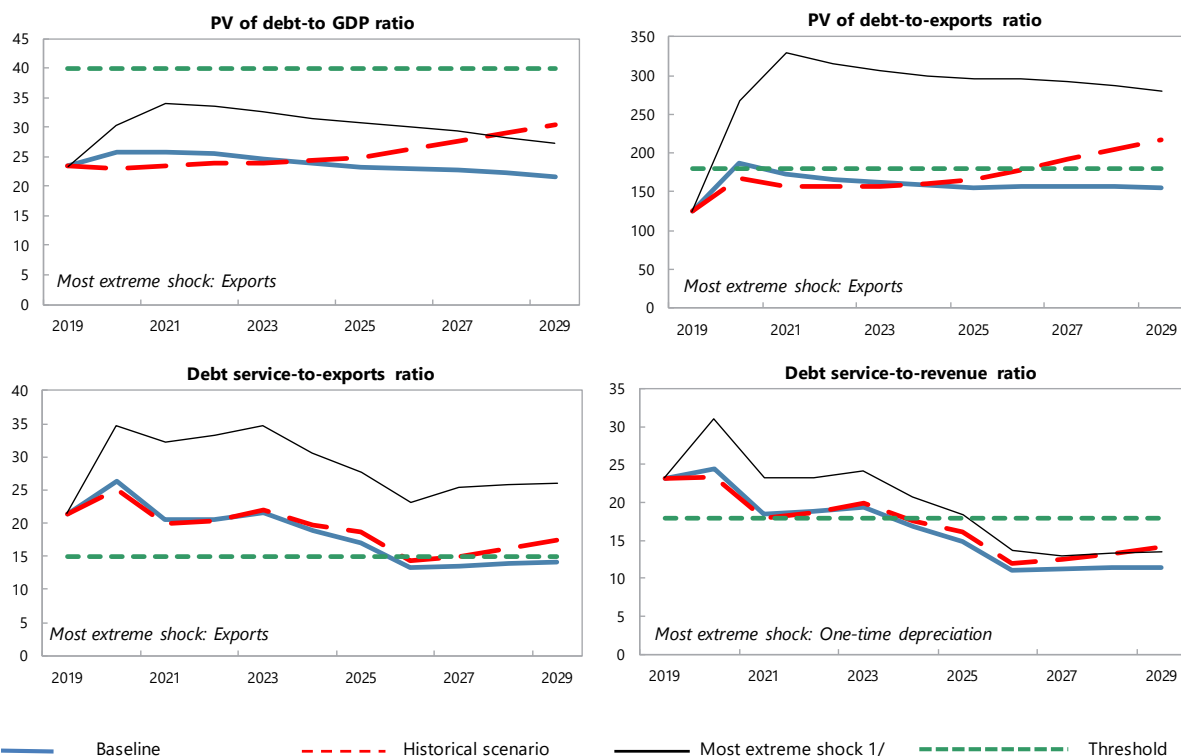 PV of debt-to GDP ratio
45
40
35
30
25
20
15
10
5
0
Most extreme shock: Exports
2019 2021 2023 2025 2027 2029
PV of debt-to-exports ratio
350
300
250
200
150
100
50
0
Most extreme shock: Exports
2019 2021 2023 2025 2027 2029
Debt service-to-exports ratio
40
35
30
25
20
15
10
5
0
Most extreme shock: Exports
2019 2021 2023 2025 2027 2029
Debt service-to-revenue ratio
35
30
25
20
15
10
5
0
Most extreme shock: One-time depreciation
2019 2021 2023 2025 2027 2029
Baseline Historical scenario Most extreme shock 1/ Threshold